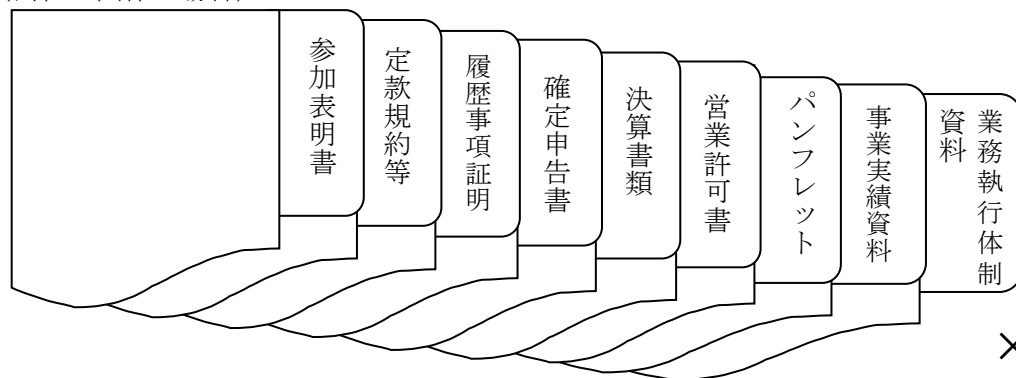 参加表明書
定款規約等
履歴事項証明
確定申告書
決算書類
営業許可書
パンフレット
事業実績資料
業務執行体制
資料